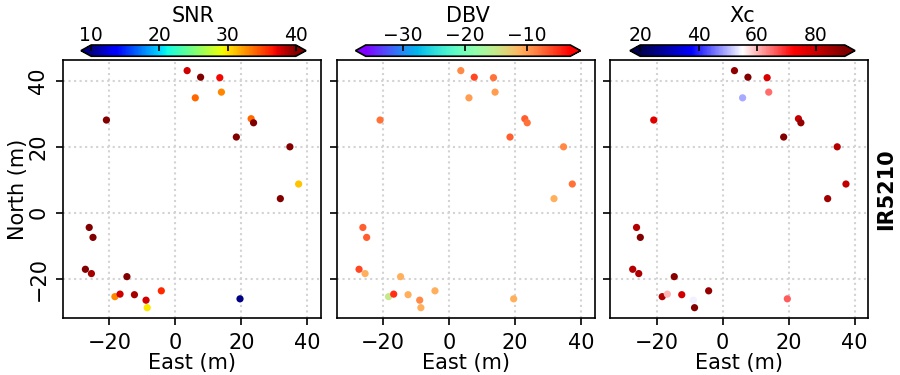 SNR DBV Xc
10 20 30 40 −30 −20 −10 20 40 60 80
North (m)
40
20
0
−20
IR5210
−20 0 20 40 −20 0 20 40 −20 0 20 40
East (m) East (m) East (m)